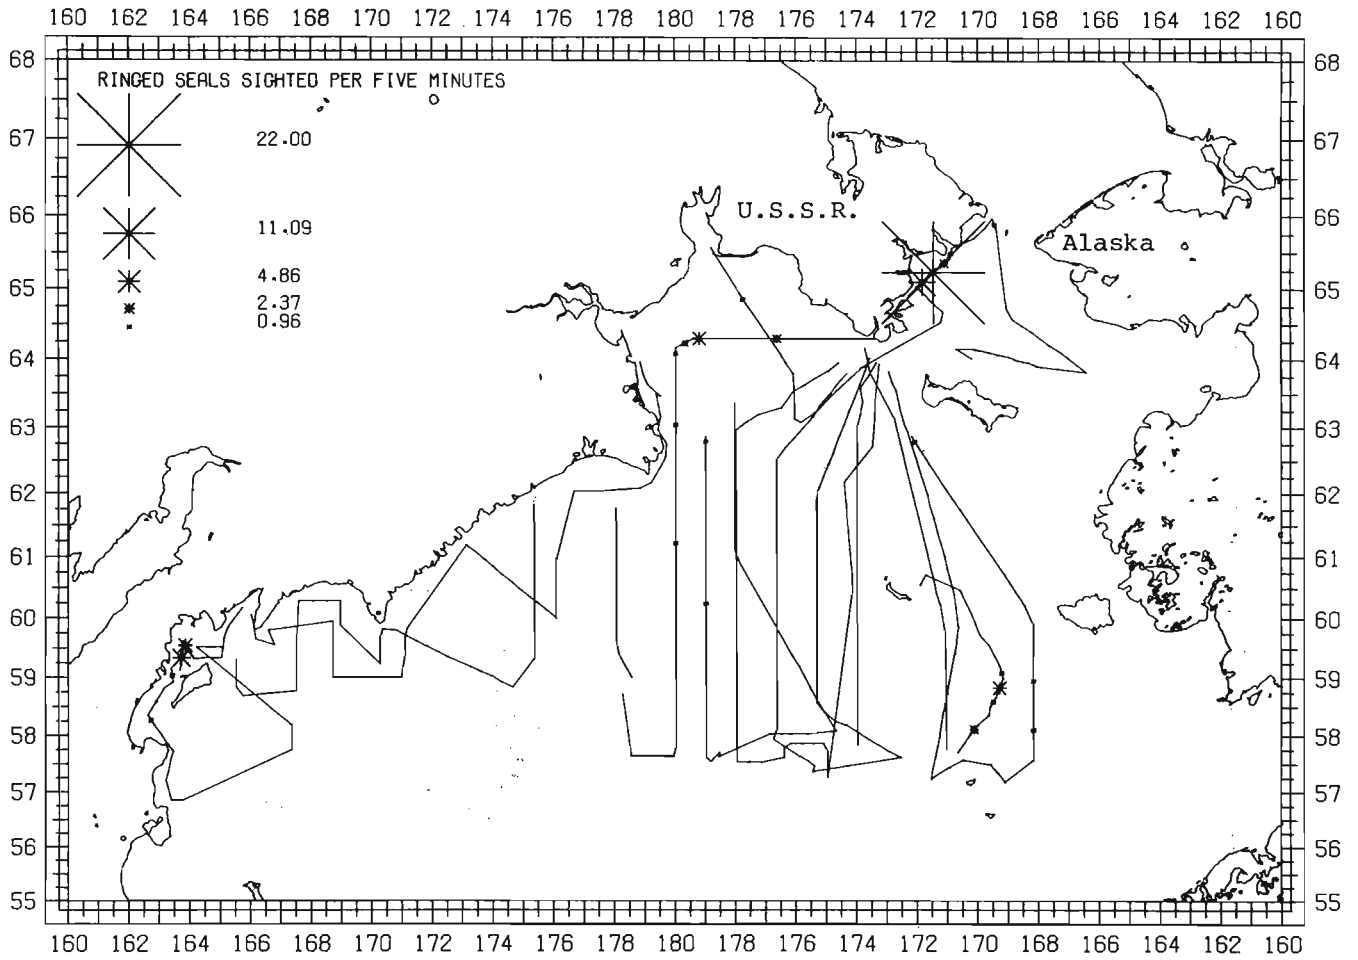 160 162 164 166 168 170 172 174 176 178 180 178 176 174 172 170 168 166 164 162 160
68 68
RINGED SEALS SIGHTED PER FIVE MINUTES
67 22.00 67
66 U.S.S.R. 66
11.09 Alaska
4.86
65 2.37 65
0.96
64 64
63 63
62 62
61 61
60 60
59 59
58 58
57 57
56 56
55 55
160 162 164 166 168 170 172 174 176 178 180 178 176 174 172 170 168 166 164 162 160